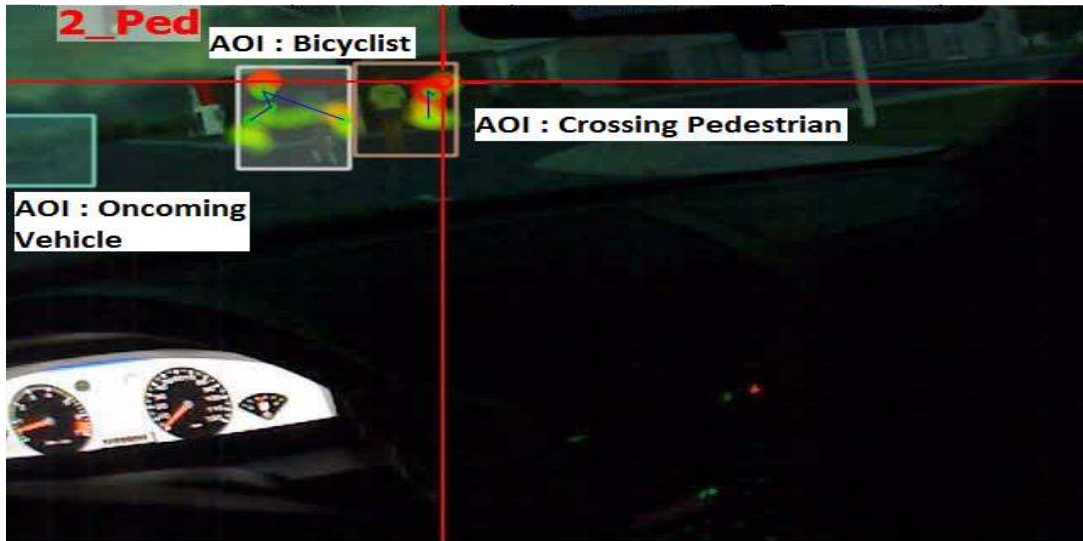 2_Ped
AOI : Bicyclist
AOI : Crossing Pedestrian
AOI : Oncoming
Vehicle